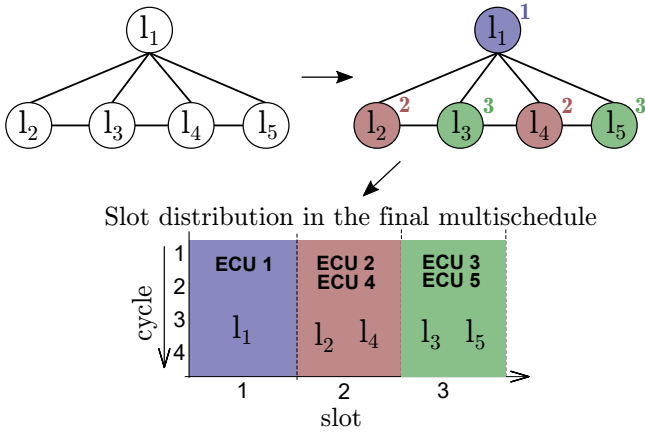 l1
l2 l3 l4 l5
l1 1
l2 2 l3 3 l4 2 l5 3
Slot distribution in the final multischedule
cycle
1
2
3
4
ECU 1
ECU 2
ECU 4
ECU 3
ECU 5
l1
l2 l4
l3 l5
1 2 3
slot